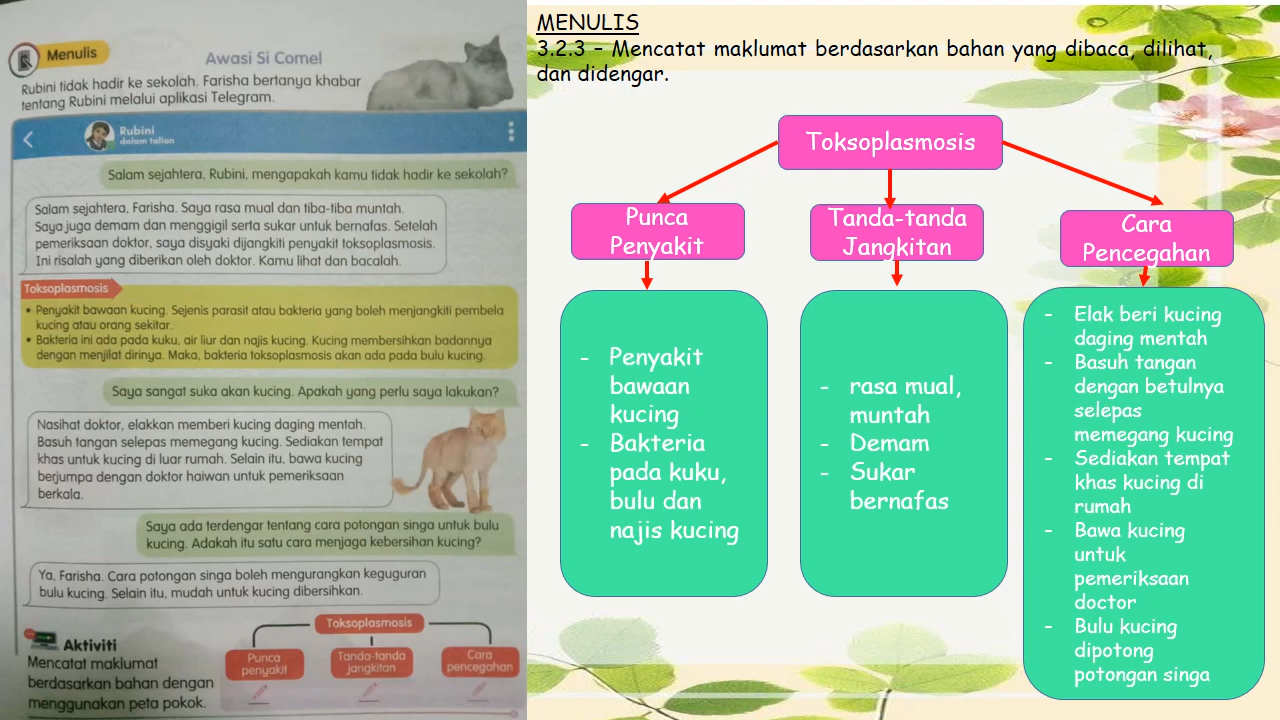 Menulis
Awasi Si Comel
Rubini tidak hadir ke sekolah. Farisha bertanya khabar
tentang Rubini melalui aplikasi Telegram.
Rubini
dalam talian
Salam sejahtera, Rubini, mengapakah kamu tidak hadir ke sekolah?
Salam sejahtera, Farisha. Saya rasa mual dan tiba-tiba muntah.
Saya juga demam dan menggigil serta sukar untuk bernafas. Setelah
pemeriksaan doktor, saya disyaki dijangkiti penyakit toksoplasmosis.
Ini risalah yang diberikan oleh doktor. Kamu lihat dan bacalah.
Toksoplasmosis
• Penyakit bawaan kucing. Sejenis parasit atau bakteria yang boleh menjangkiti pembela
kucing atau orang sekitar.
• Bakteria ini ada pada kuku, air liur dan najis kucing. Kucing membersihkan badannya
dengan menjilat dirinya. Maka, bakteria toksoplasmosis akan ada pada bulu kucing.
Saya sangat suka akan kucing. Apakah yang perlu saya lakukan?
Nasihat doktor, elakkan memberi kucing daging mentah.
Basuh tangan selepas memegang kucing. Sediakan tempat
khas untuk kucing di luar rumah. Selain itu, bawa kucing
berjumpa dengan doktor haiwan untuk pemeriksaan
berkala.
Saya ada terdengar tentang cara potongan singa untuk bulu
kucing. Adakah itu satu cara menjaga kebersihan kucing?
Ya, Farisha. Cara potongan singa boleh mengurangkan keguguran
bulu kucing. Selain itu, mudah untuk kucing dibersihkan.
Aktiviti
Mencatat maklumat
berdasarkan bahan dengan
menggunakan peta pokok.
Toksoplasmosis
Punca
penyakit
Tanda-tanda
jangkitan
Cara
pencegahan
MENULIS
3.2.3 – Mencatat maklumat berdasarkan bahan yang dibaca, dilihat,
dan didengar.
Toksoplasmosis
Punca
Penyakit
Tanda-tanda
Jangkitan
Cara
Pencegahan
- Penyakit
bawaan
kucing
- Bakteria
pada kuku,
bulu dan
najis kucing
- rasa mual,
muntah
- Demam
- Sukar
bernafas
- Elak beri kucing
daging mentah
- Basuh tangan
dengan betulnya
selepas
memegang kucing
- Sediakan tempat
khas kucing di
rumah
- Bawa kucing
untuk
pemeriksaan
doctor
- Bulu kucing
dipotong
potongan singa